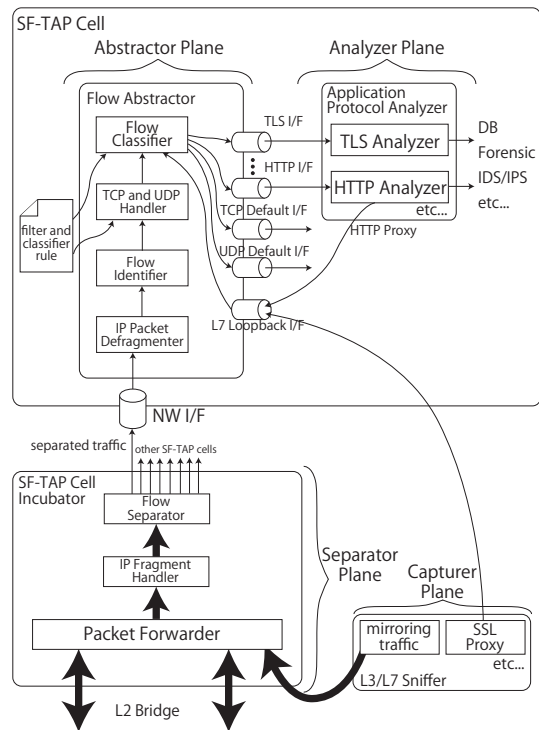 SF-TAP Cell
Abstractor Plane
Analyzer Plane
Flow Abstractor
Application
Protocol Analyzer
Flow
Classifier
TLS I/F
TLS Analyzer
DB
Forensic
IDS/IPS
etc...
HTTP I/F
HTTP Analyzer
etc...
TCP and UDP
Handler
TCP Default I/F
HTTP Proxy
filter and
classifier
rule
UDP Default I/F
Flow
Identifier
L7 Loopback I/F
IP Packet
Defragmenter
NW I/F
separated traffic
other SF-TAP cells
SF-TAP Cell
Incubator
Flow
Separator
Separator
Plane
IP Fragment
Handler
Capturer
Plane
Packet Forwarder
mirroring
traffic
SSL
Proxy
etc...
L3/L7 Sniffer
L2 Bridge